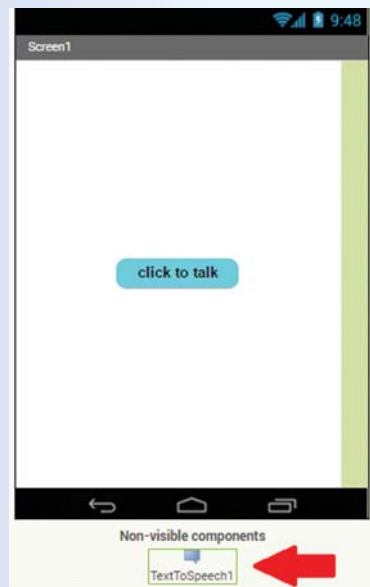 9:48
Screen1
click to talk
Non-visible components
TextToSpeech1